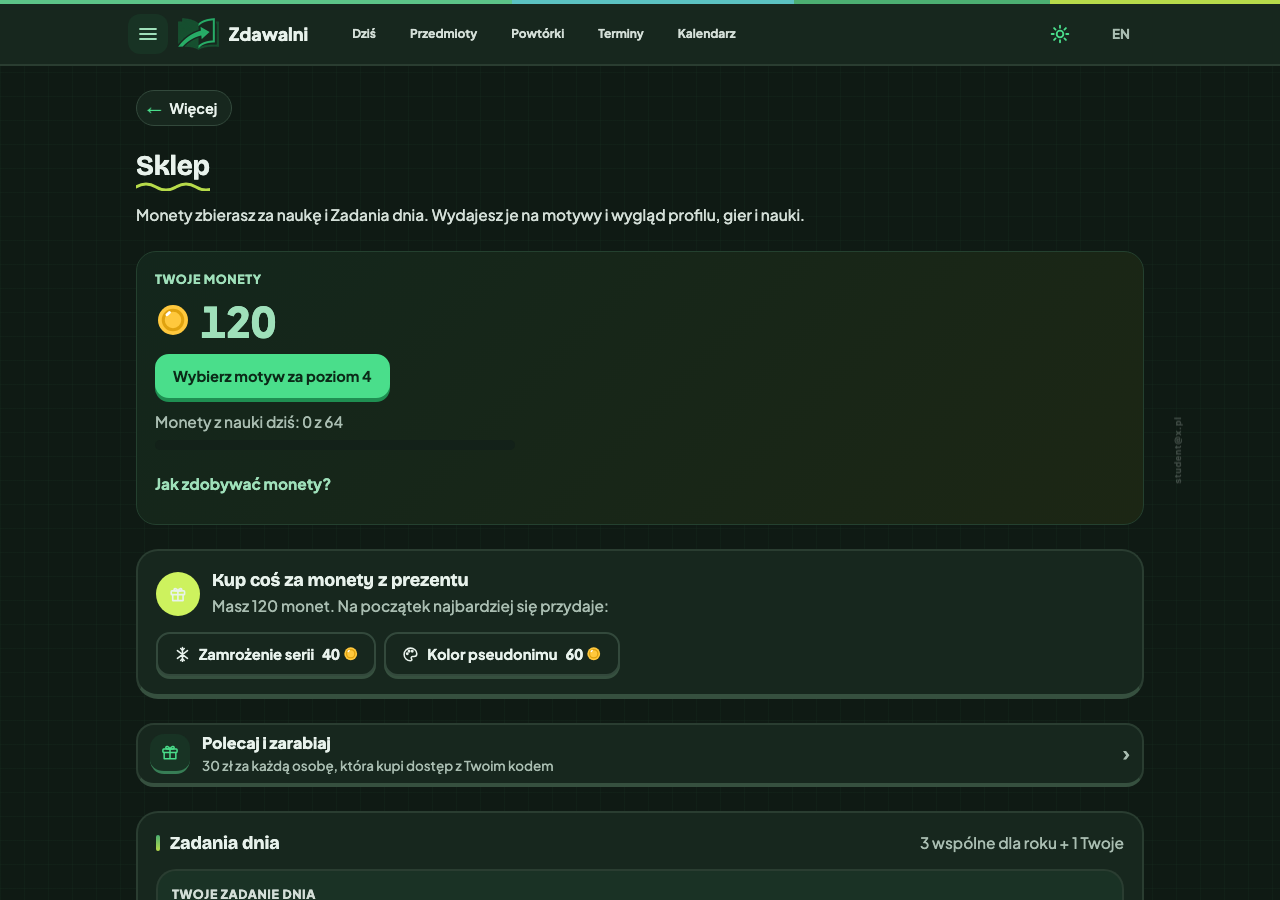 Zdawalni
Dziś
Przedmioty
Powtórki
Terminy
Kalendarz
EN
← Więcej
Sklep
Monety zbierasz za naukę i Zadania dnia. Wydajesz je na motywy i wygląd profilu, gier i nauki.
TWOJE MONETY
120
Wybierz motyw za poziom 4
Monety z nauki dziś: 0 z 64
Jak zdobywać monety?
student@x.pl
Kup coś za monety z prezentu
Masz 120 monet. Na początek najbardziej się przydaje:
Zamrożenie serii 40
Kolor pseudonimu 60
Polecaj i zarabiaj
30 zł za każdą osobę, która kupi dostęp z Twoim kodem
Zadania dnia
3 wspólne dla roku + 1 Twoje
TWOJE ZADANIE DNIA